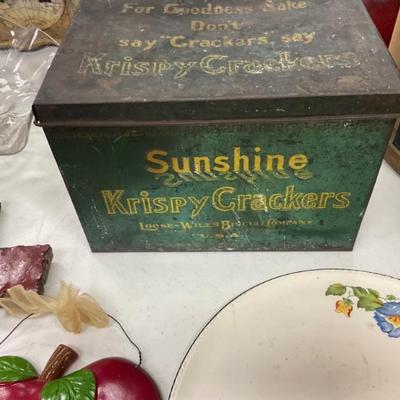 For Goodness Sake
Don't
say "Crackers" say
Krispy Crackers
Sunshine
Krispy Crackers
Loose-Wiles Biscuit Company
U.S.A.